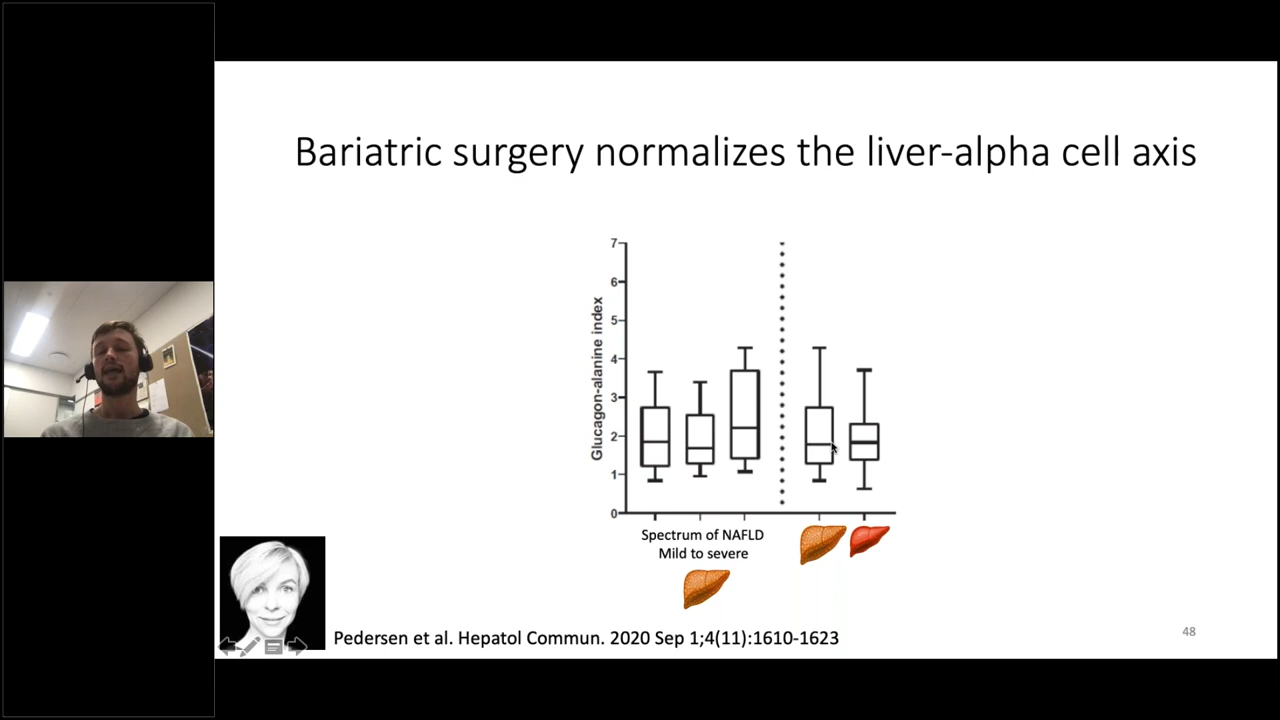 Bariatric surgery normalizes the liver-alpha cell axis
Glucagon-alanine index
7
6
5
4
3
2
1
0
Spectrum of NAFLD
Mild to severe
Pedersen et al. Hepatol Commun. 2020 Sep 1;4(11):1610-1623
48